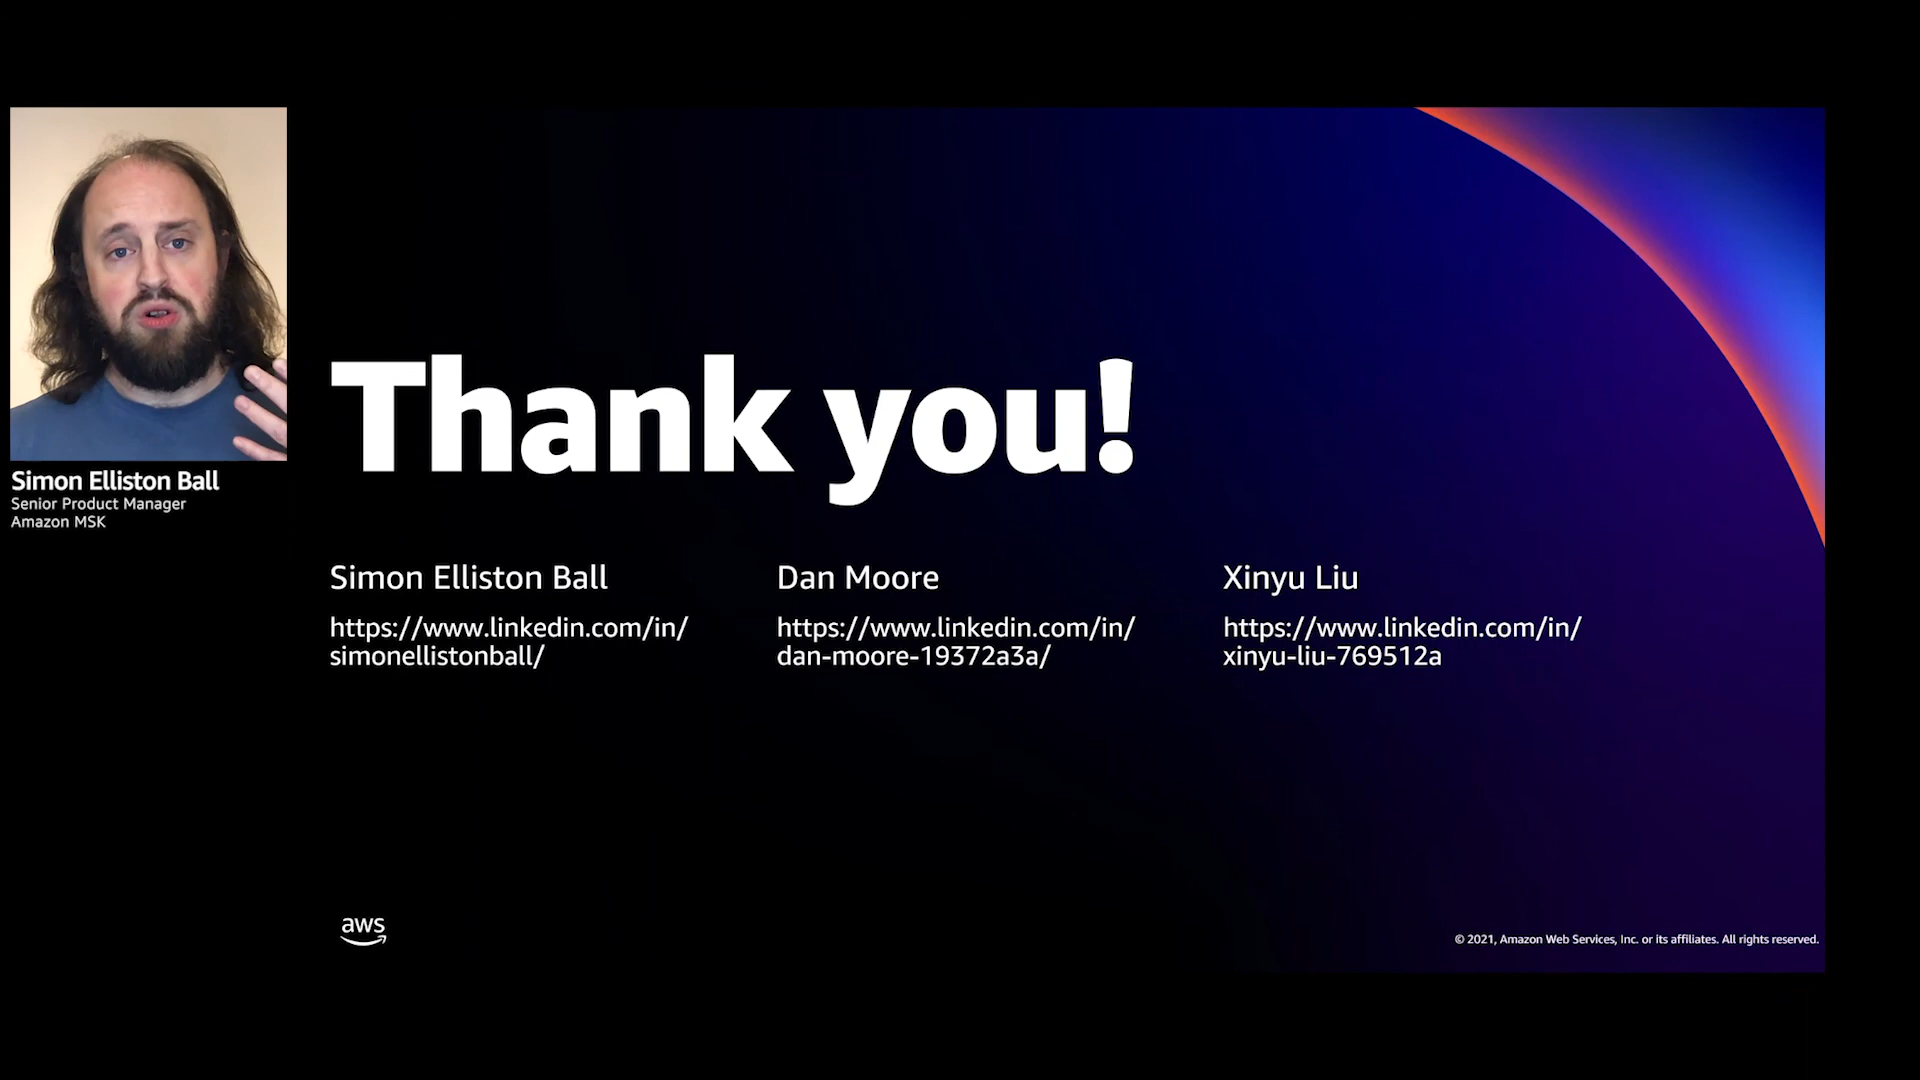 Simon Elliston Ball
Senior Product Manager
Amazon MSK
Thank you!
Simon Elliston Ball
https://www.linkedin.com/in/
simonellistonball/
Dan Moore
https://www.linkedin.com/in/
dan-moore-19372a3a/
Xinyu Liu
https://www.linkedin.com/in/
xinyu-liu-769512a
aws
© 2021, Amazon Web Services, Inc. or its affiliates. All rights reserved.